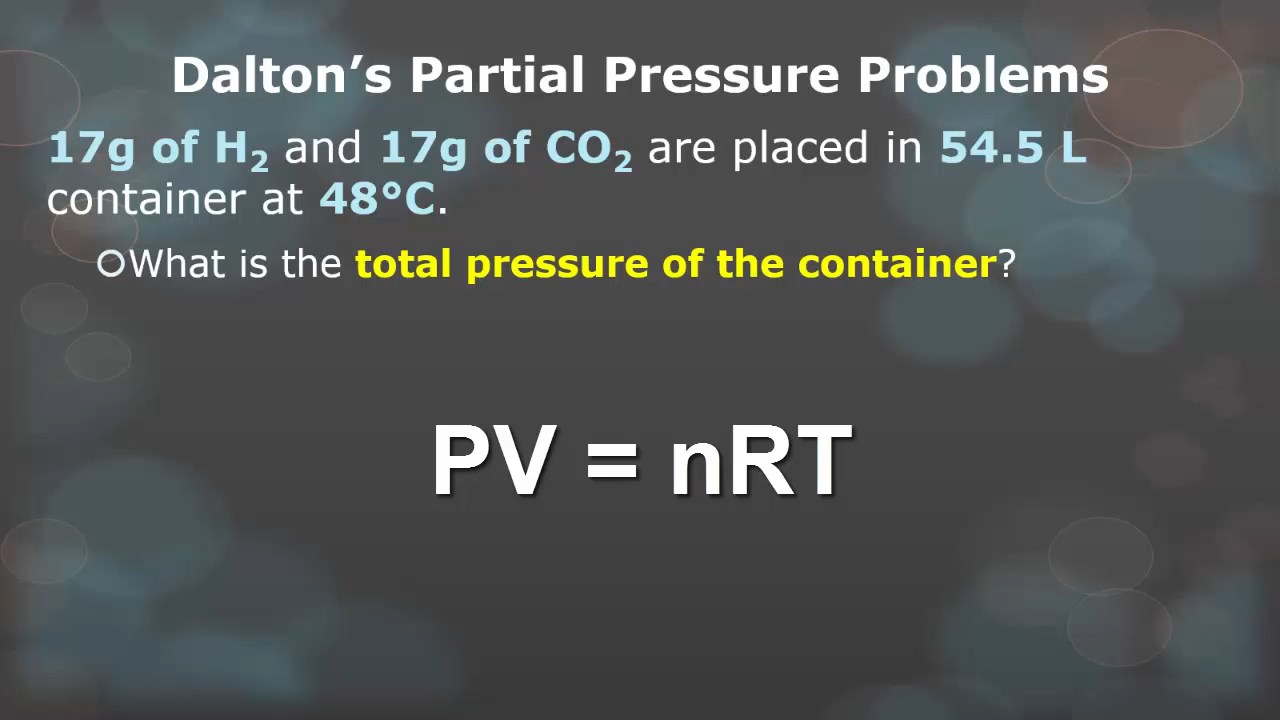 Dalton’s Partial Pressure Problems
17g of H₂ and 17g of CO₂ are placed in 54.5 L
container at 48°C.
What is the total pressure of the container?
PV = nRT